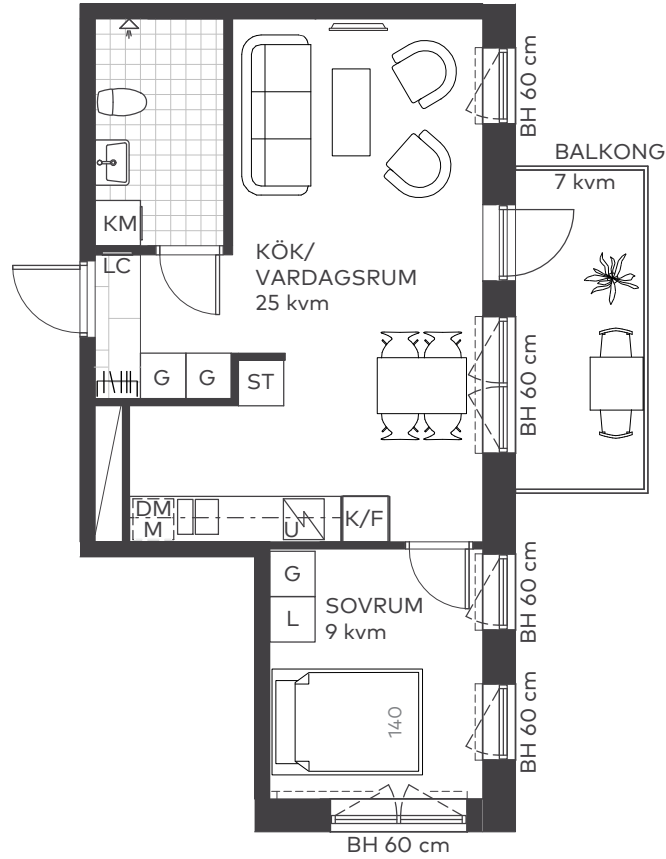 BH 60 cm
BALKONG
7 kvm
KM
LC
KÖK/
VARDAGSRUM
25 kvm
G
G
ST
BH 60 cm
DM
M
U
K/F
G
L
SOVRUM
9 kvm
BH 60 cm
140
BH 60 cm
BH 60 cm